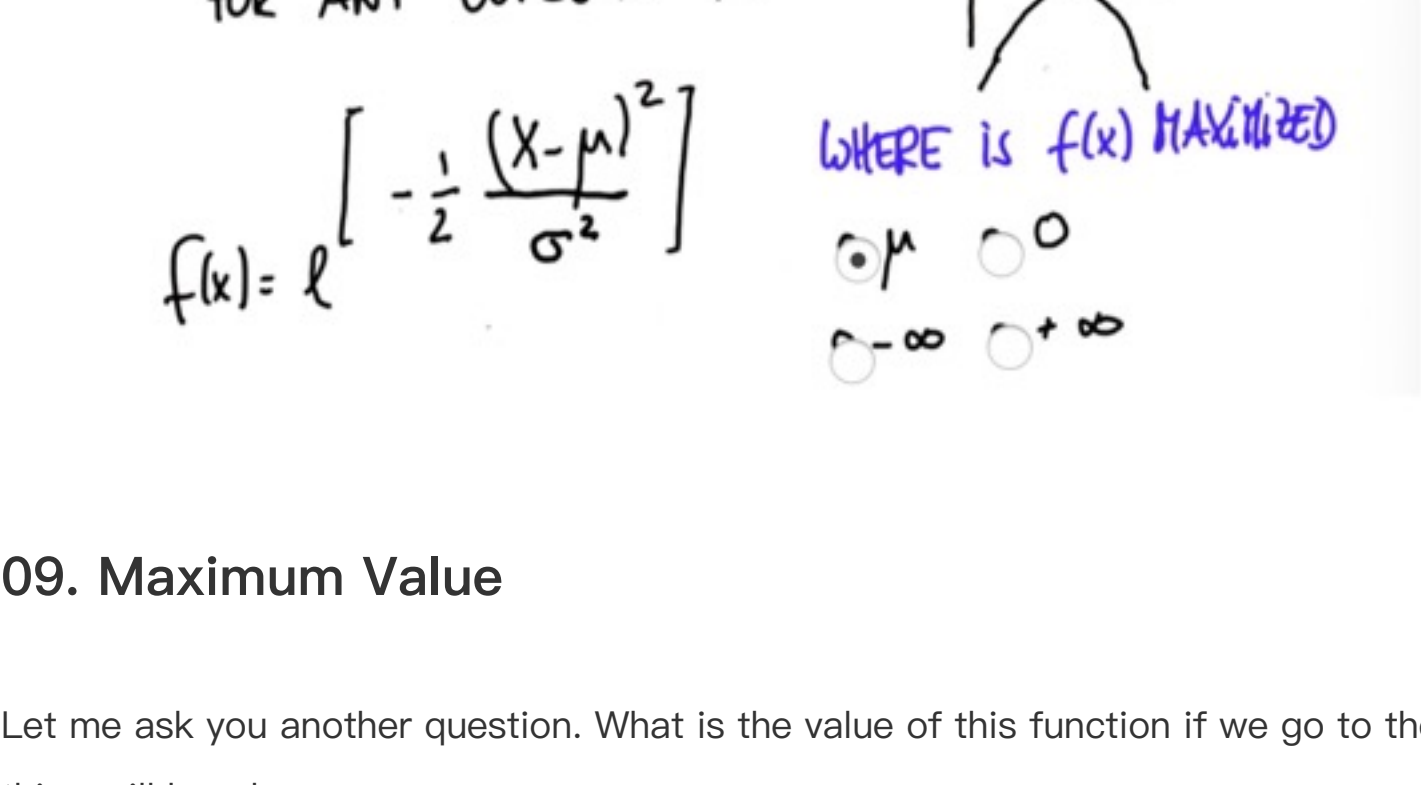 f(x) = e^[-1/2 (x-μ)²/σ²]
WHERE is f(x) MAXIMIZED
μ 0
-∞ +∞
09. Maximum Value
Let me ask you another question. What is the value of this function if we go to the